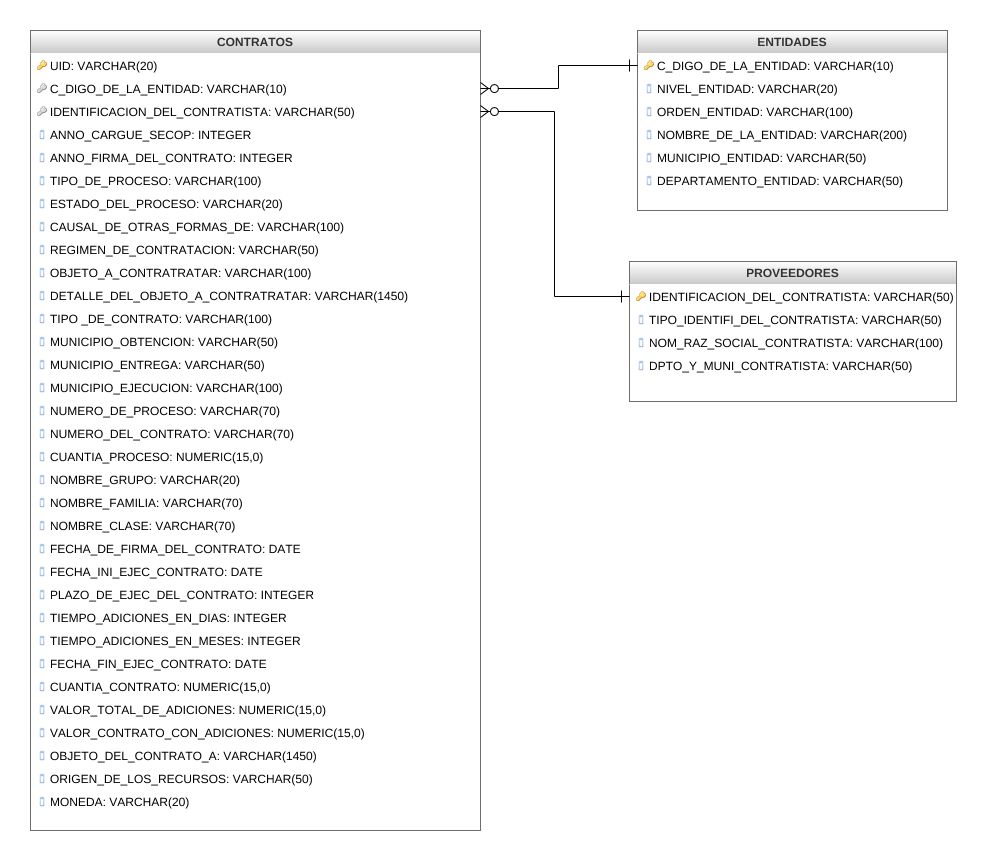 CONTRATOS
UID: VARCHAR(20)
C_DIGO_DE_LA_ENTIDAD: VARCHAR(10)
IDENTIFICACION_DEL_CONTRATISTA: VARCHAR(50)
ANNO_CARGUE_SECOP: INTEGER
ANNO_FIRMA_DEL_CONTRATO: INTEGER
TIPO_DE_PROCESO: VARCHAR(100)
ESTADO_DEL_PROCESO: VARCHAR(20)
CAUSAL_DE_OTRAS_FORMAS_DE: VARCHAR(100)
REGIMEN_DE_CONTRATACION: VARCHAR(50)
OBJETO_A_CONTRATRATAR: VARCHAR(100)
DETALLE_DEL_OBJETO_A_CONTRATRATAR: VARCHAR(1450)
TIPO _DE_CONTRATO: VARCHAR(100)
MUNICIPIO_OBTENCION: VARCHAR(50)
MUNICIPIO_ENTREGA: VARCHAR(50)
MUNICIPIO_EJECUCION: VARCHAR(100)
NUMERO_DE_PROCESO: VARCHAR(70)
NUMERO_DEL_CONTRATO: VARCHAR(70)
CUANTIA_PROCESO: NUMERIC(15,0)
NOMBRE_GRUPO: VARCHAR(20)
NOMBRE_FAMILIA: VARCHAR(70)
NOMBRE_CLASE: VARCHAR(70)
FECHA_DE_FIRMA_DEL_CONTRATO: DATE
FECHA_INI_EJEC_CONTRATO: DATE
PLAZO_DE_EJEC_DEL_CONTRATO: INTEGER
TIEMPO_ADICIONES_EN_DIAS: INTEGER
TIEMPO_ADICIONES_EN_MESES: INTEGER
FECHA_FIN_EJEC_CONTRATO: DATE
CUANTIA_CONTRATO: NUMERIC(15,0)
VALOR_TOTAL_DE_ADICIONES: NUMERIC(15,0)
VALOR_CONTRATO_CON_ADICIONES: NUMERIC(15,0)
OBJETO_DEL_CONTRATO_A: VARCHAR(1450)
ORIGEN_DE_LOS_RECURSOS: VARCHAR(50)
MONEDA: VARCHAR(20)
ENTIDADES
C_DIGO_DE_LA_ENTIDAD: VARCHAR(10)
NIVEL_ENTIDAD: VARCHAR(20)
ORDEN_ENTIDAD: VARCHAR(100)
NOMBRE_DE_LA_ENTIDAD: VARCHAR(200)
MUNICIPIO_ENTIDAD: VARCHAR(50)
DEPARTAMENTO_ENTIDAD: VARCHAR(50)
PROVEEDORES
IDENTIFICACION_DEL_CONTRATISTA: VARCHAR(50)
TIPO_IDENTIFI_DEL_CONTRATISTA: VARCHAR(50)
NOM_RAZ_SOCIAL_CONTRATISTA: VARCHAR(100)
DPTO_Y_MUNI_CONTRATISTA: VARCHAR(50)